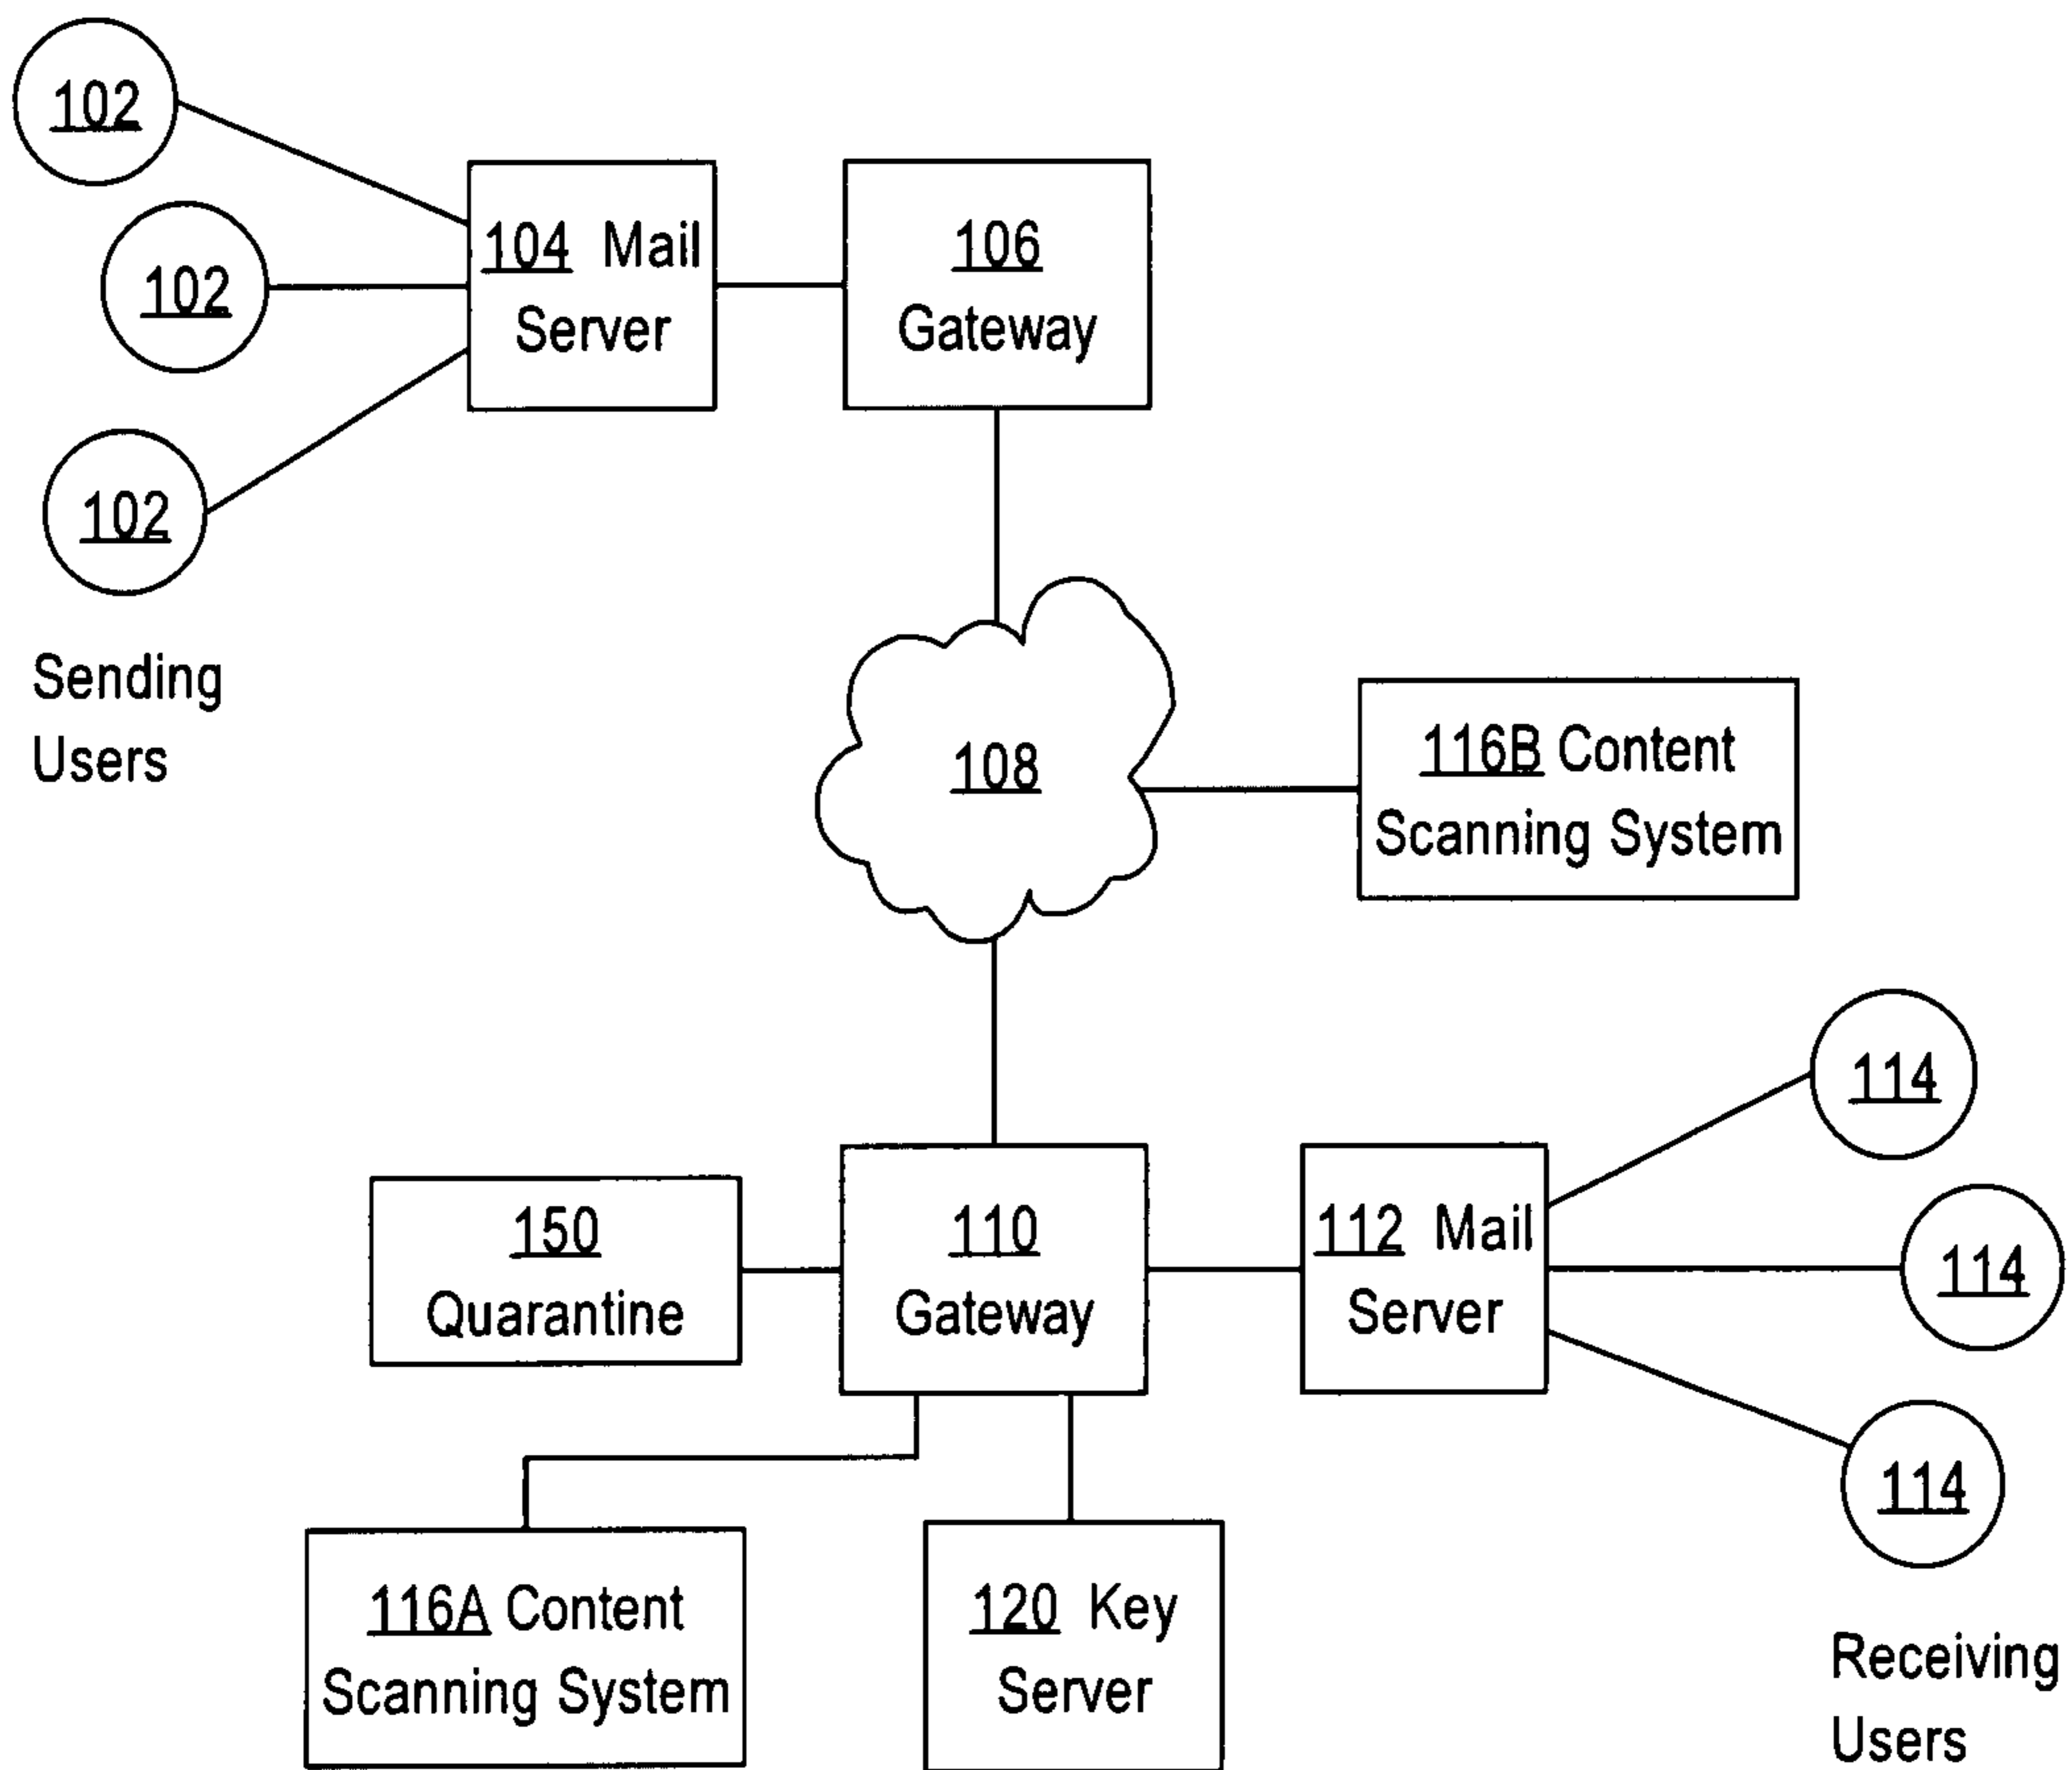 102
102
102
Sending
Users
104 Mail
Server
106
Gateway
108
116B Content
Scanning System
150
Quarantine
110
Gateway
112 Mail
Server
114
114
114
Receiving
Users
116A Content
Scanning System
120 Key
Server